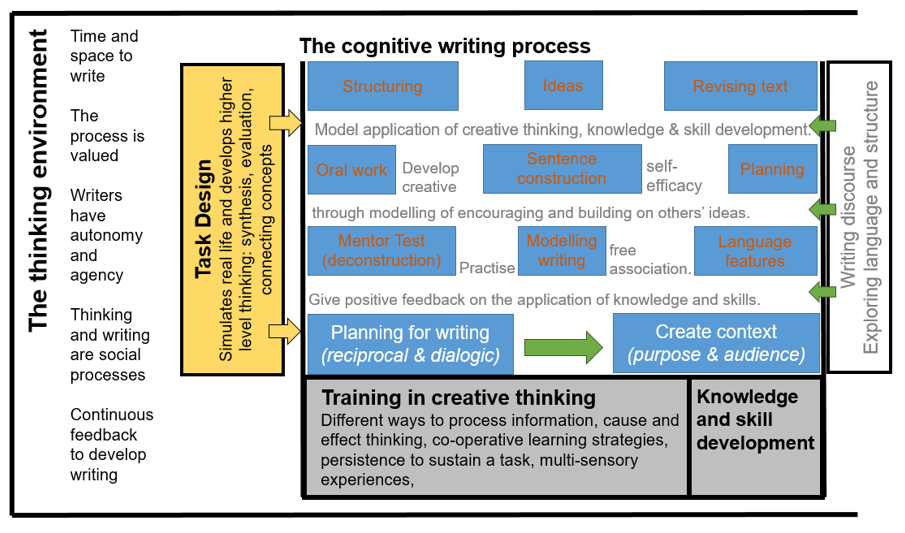 The thinking environment
Time and
space to
write
The
process is
valued
Writers
have
autonomy
and
agency
Thinking
and writing
are social
processes
Continuous
feedback
to develop
writing
Task Design
Simulates real life and develops higher
level thinking: synthesis, evaluation,
connecting concepts
The cognitive writing process
Structuring
Ideas
Revising text
Model application of creative thinking, knowledge & skill development.
Oral work
Develop
creative
Sentence
construction
self-
efficacy
Planning
through modelling of encouraging and building on others' ideas.
Mentor Test
(deconstruction)
Practise
Modelling
writing
free
association.
Language
features
Give positive feedback on the application of knowledge and skills.
Planning for writing
(reciprocal & dialogic)
Create context
(purpose & audience)
Training in creative thinking
Different ways to process information, cause and
effect thinking, co-operative learning strategies,
persistence to sustain a task, multi-sensory
experiences,
Knowledge
and skill
development
Writing discourse
Exploring language and structure